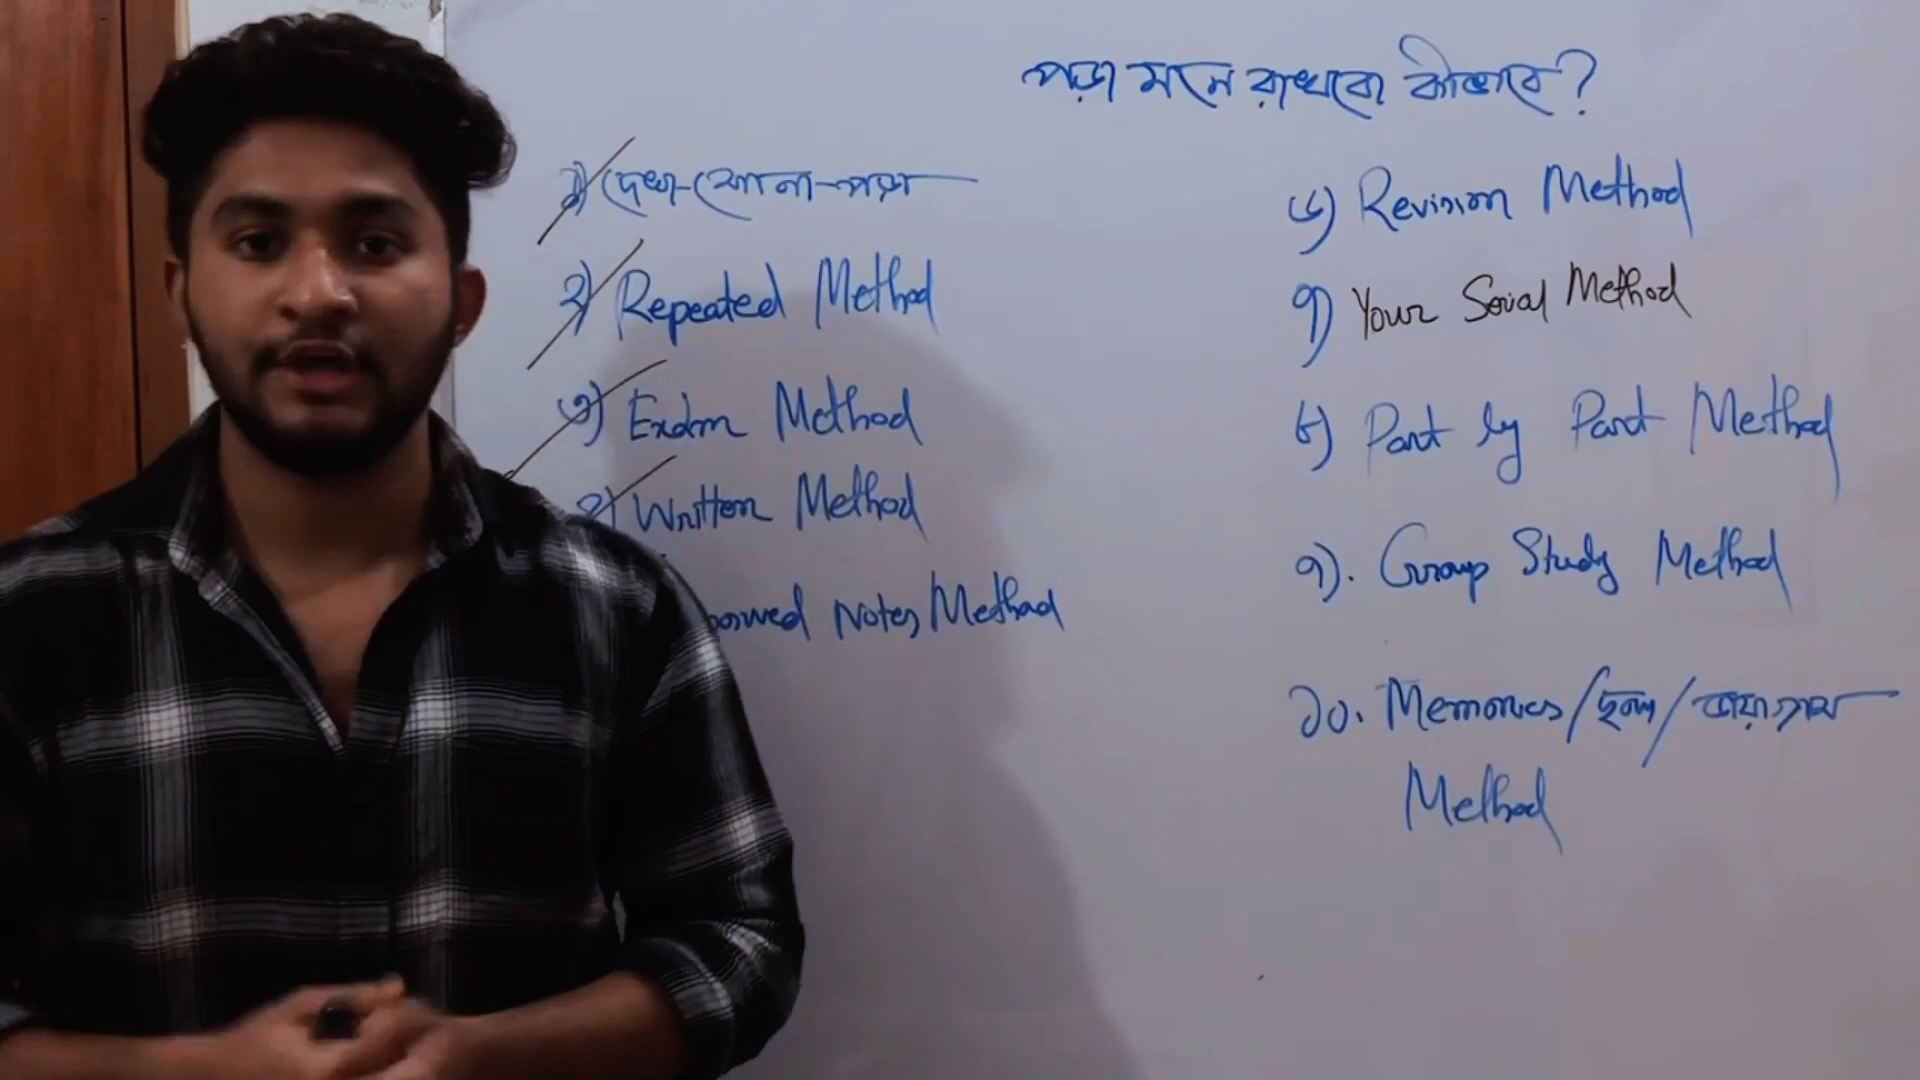 পড়া মনে রাখবো কীভাবে?
১) দেখা-শোনা-পড়া
২) Repeated Method
৩) Exam Method
৪) Written Method
Notes Method
৬) Revision Method
৭) Your Social Method
৮) Part by Part Method
৯). Group Study Method
১০. Memories/ছন্দ/ডায়াগ্রাম
Method